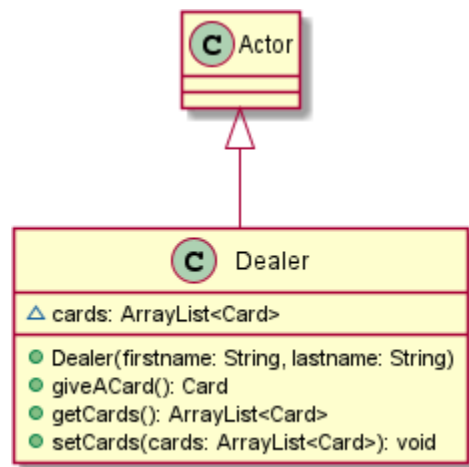 C Actor
C Dealer
cards: ArrayList<Card>
Dealer(firstname: String, lastname: String)
giveACard(): Card
getCards(): ArrayList<Card>
setCards(cards: ArrayList<Card>): void